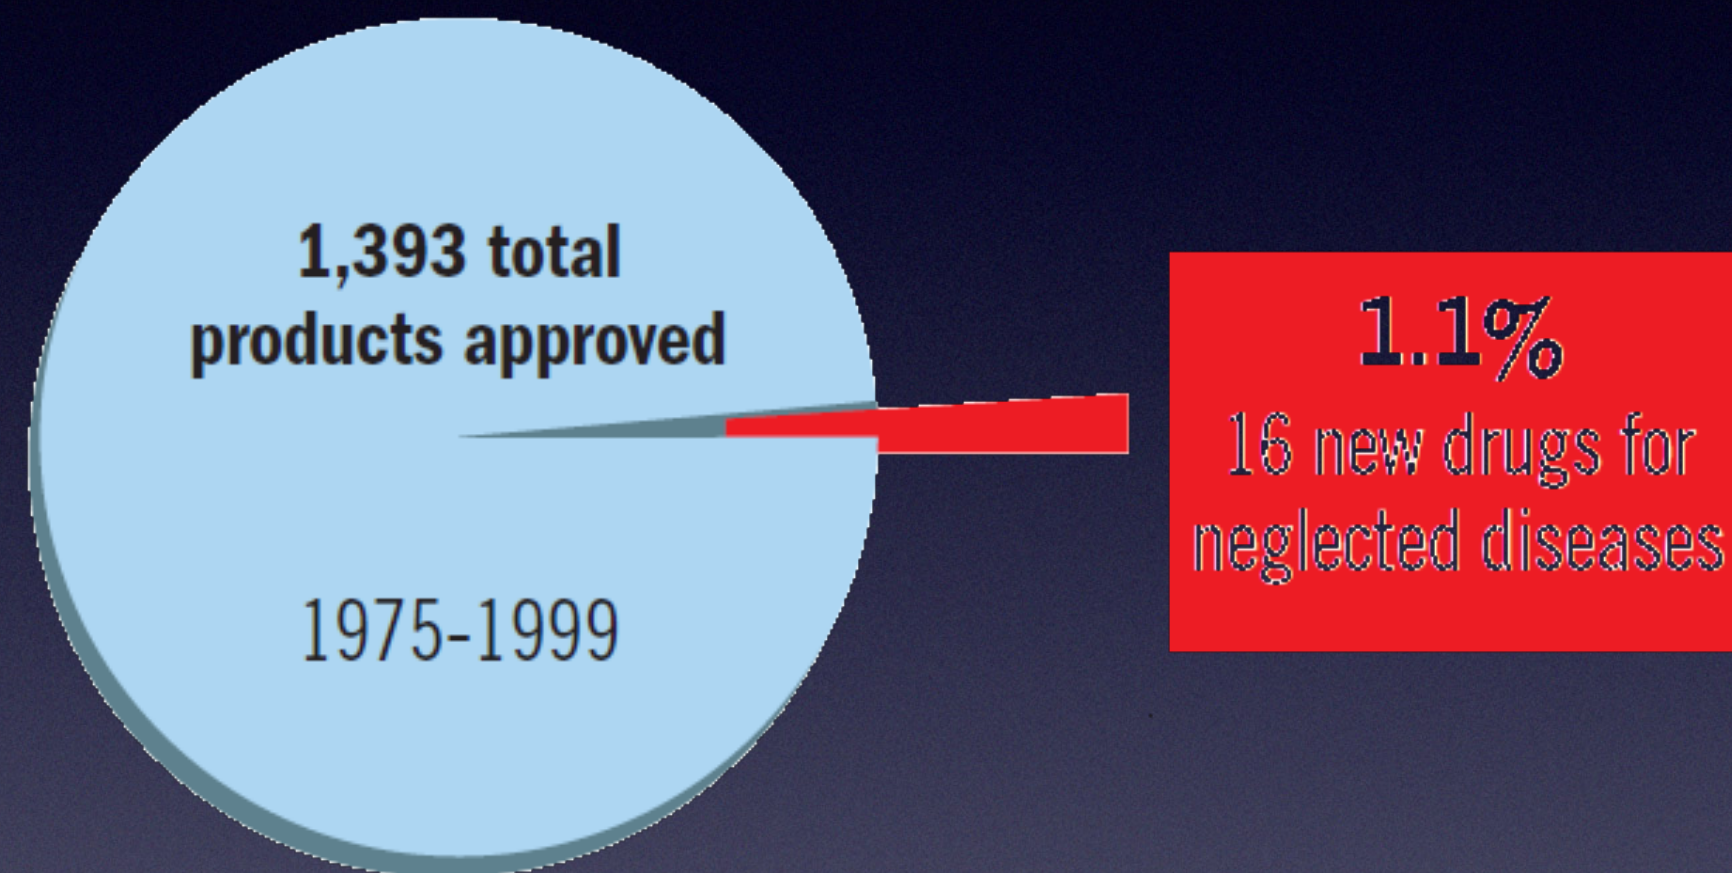 1,393 total
products approved
1975-1999
1.1%
16 new drugs for
neglected diseases